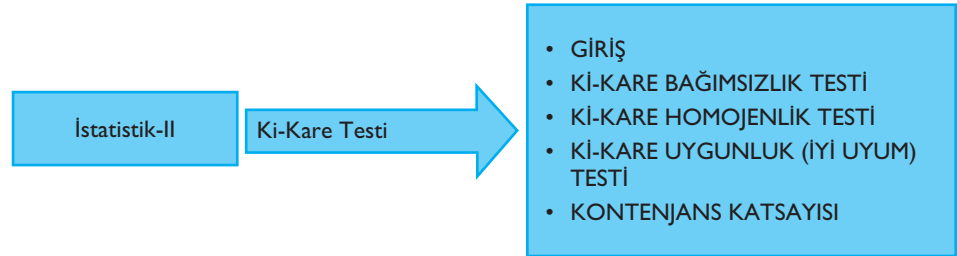 İstatistik-II
Ki-Kare Testi
• GİRİŞ
• Kİ-KARE BAĞIMSIZLIK TESTİ
• Kİ-KARE HOMOJENLİK TESTİ
• Kİ-KARE UYGUNLUK (İYİ UYUM)
TESTİ
• KONTENJANS KATSAYISI